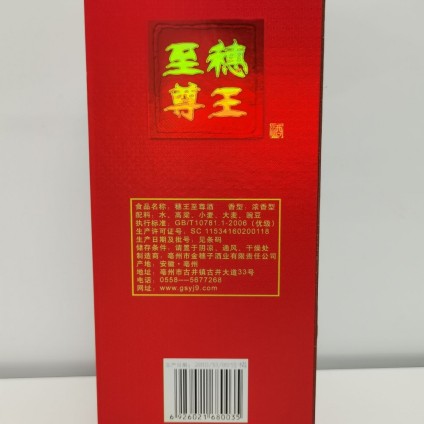 至穗
尊王
食品名称：穗王至尊酒 香型：浓香型
配料：水、高粱、小麦、大麦、豌豆
执行标准：GB/T10781.1-2006（优级）
生产许可证号：SC 11534160200118
生产日期及批号：见条码
储存条件：请置于阴凉、通风、干燥处
制造商：亳州市金穗子酒业有限责任公司
产地：安徽·亳州
地址：亳州市古井镇古井大道33号
电话：0558—5677268
网址：www.gsyj9.com
6926021680035